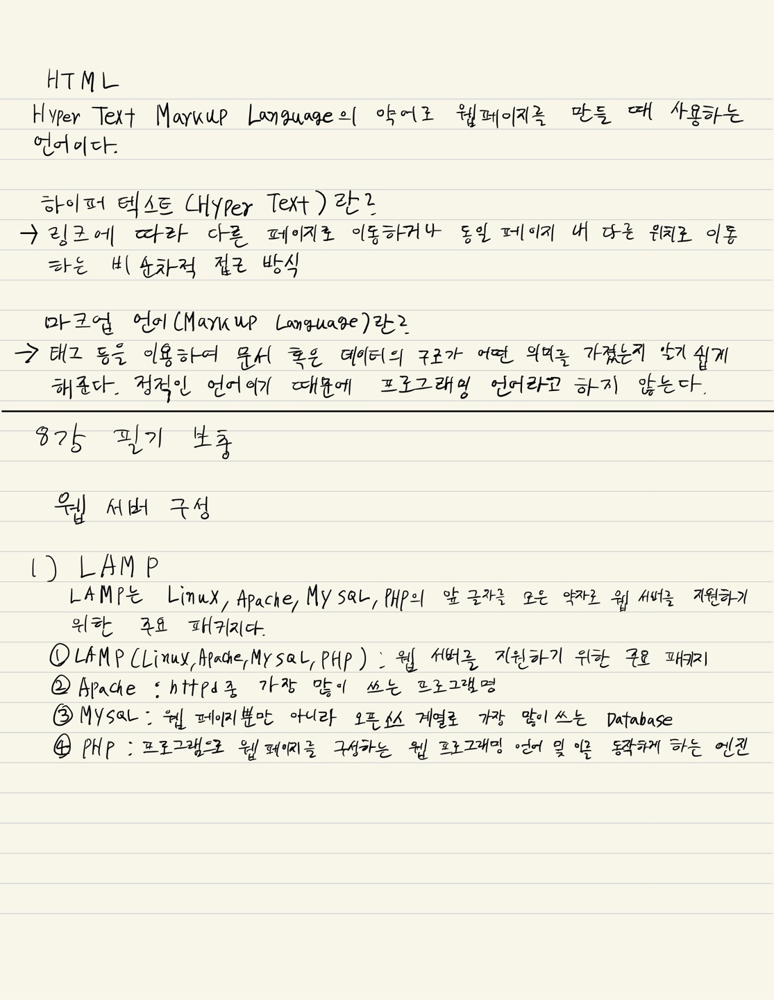 HTML
Hyper Text Markup Language의 약어로 웹페이지를 만들 때 사용하는
언어이다.
하이퍼 텍스트(Hyper Text)란?
→ 링크에 따라 다른 페이지로 이동하거나 동일 페이지 내 다른 위치로 이동
하는 비 순차적 접근 방식
마크업 언어(Markup Language)란?
→ 태그 등을 이용하여 문서 혹은 데이터의 구조가 어떤 의미를 가졌는지 알기 쉽게
해준다. 정적인 언어이기 때문에 프로그래밍 언어라고 하지 않는다.
8강 필기 보충
웹 서버 구성
1) LAMP
LAMP는 Linux, Apache, MySQL, PHP의 앞 글자를 모은 약자로 웹 서버를 지원하기
위한 주요 패키지다.
① LAMP(Linux, Apache, MySQL, PHP) : 웹 서버를 지원하기 위한 주요 패키지
② Apache : httpd 중 가장 많이 쓰는 프로그램명
③ MySQL : 웹 페이지뿐만 아니라 오픈소스 계열로 가장 많이 쓰는 Database
④ PHP : 프로그램으로 웹 페이지를 구성하는 웹 프로그래밍 언어 및 이를 동작하게 하는 엔진